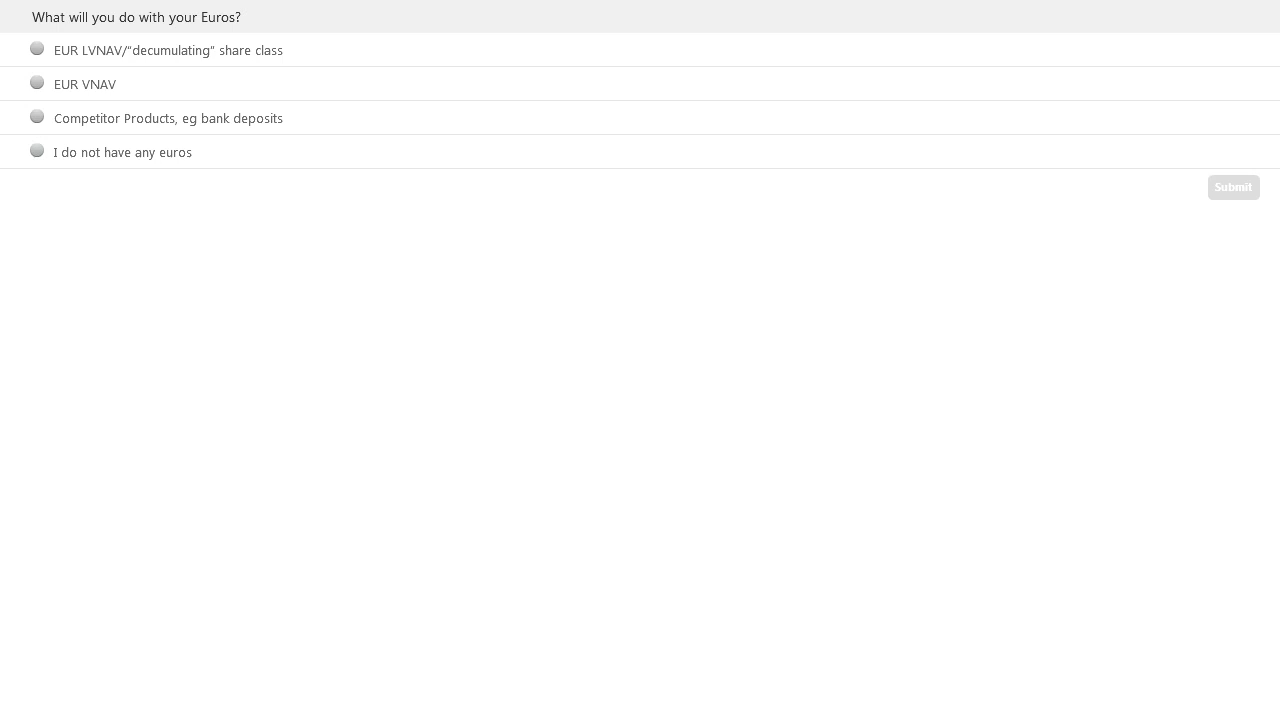 What will you do with your Euros?
EUR LVNAV/“decumulating” share class
EUR VNAV
Competitor Products, eg bank deposits
I do not have any euros
Submit